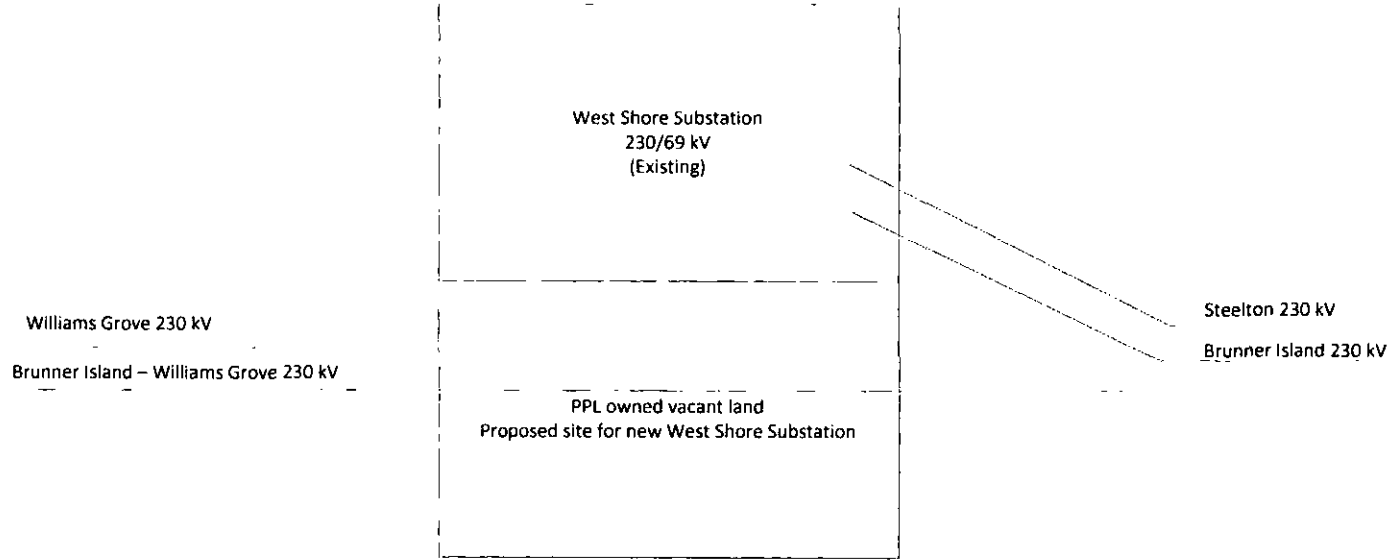 West Shore Substation
230/69 kV
(Existing)
Williams Grove 230 kV
Brunner Island – Williams Grove 230 kV
Steelton 230 kV
Brunner Island 230 kV
PPL owned vacant land
Proposed site for new West Shore Substation